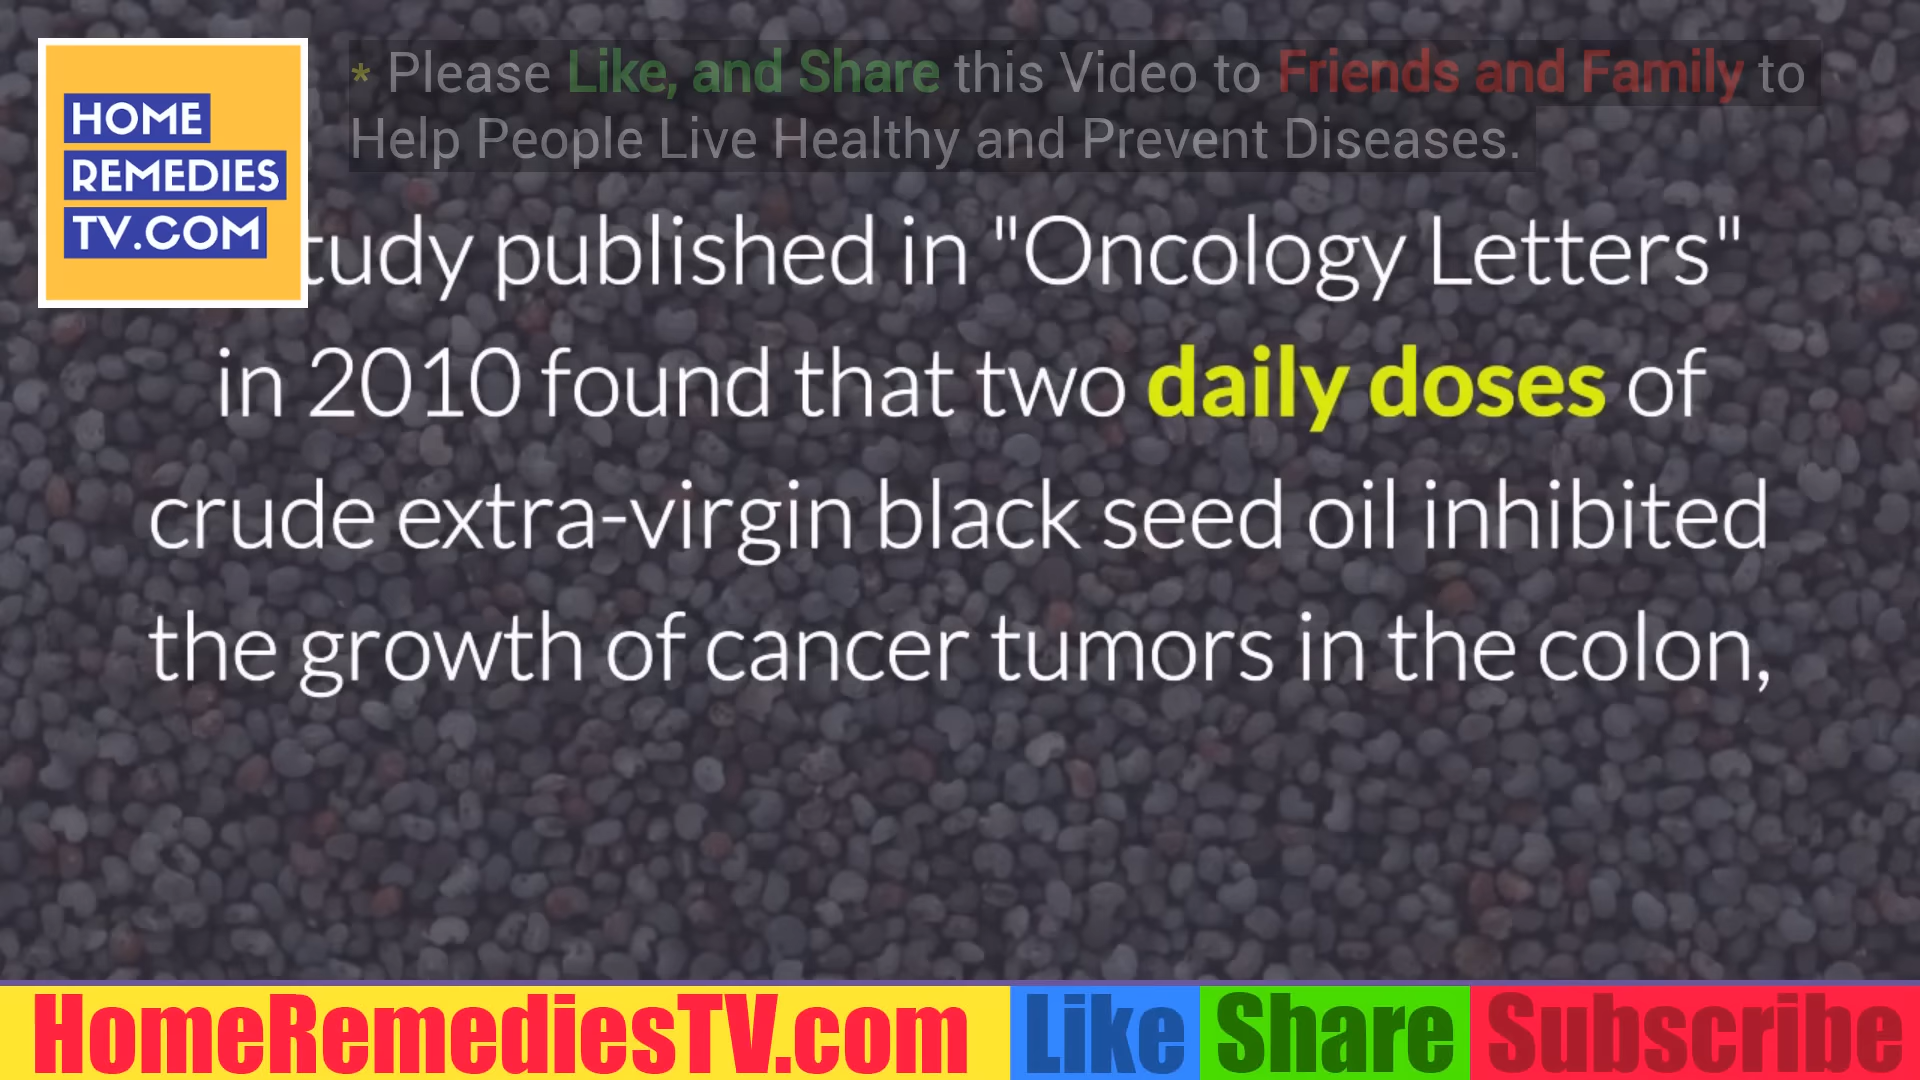 HOME
REMEDIES
TV.COM
* Please Like, and Share this Video to Friends and Family to
Help People Live Healthy and Prevent Diseases.
tudy published in "Oncology Letters"
in 2010 found that two daily doses of
crude extra-virgin black seed oil inhibited
the growth of cancer tumors in the colon,
HomeRemediesTV.com Like Share Subscribe